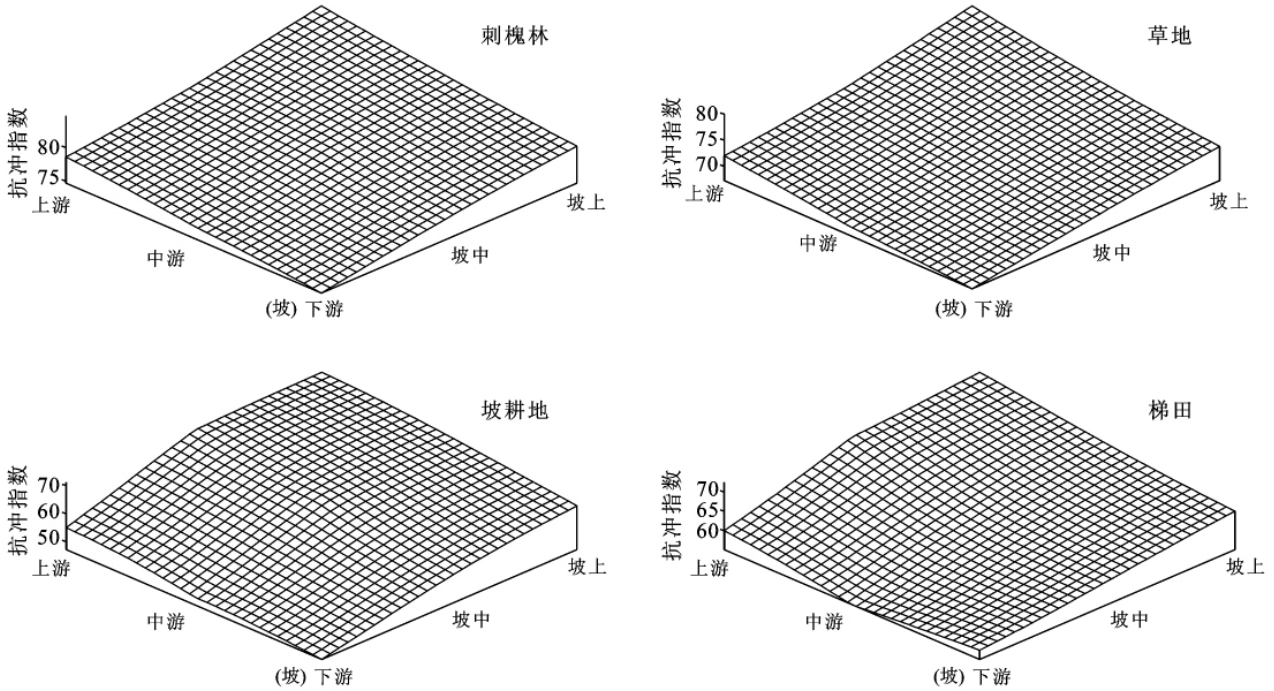 刺槐林
抗冲指数
80
75
上游
中游
(坡) 下游
坡中
坡上
草地
抗冲指数
80
75
70
上游
中游
(坡) 下游
坡中
坡上
坡耕地
抗冲指数
70
60
50
上游
中游
(坡) 下游
坡中
坡上
梯田
抗冲指数
70
65
60
上游
中游
(坡) 下游
坡中
坡上